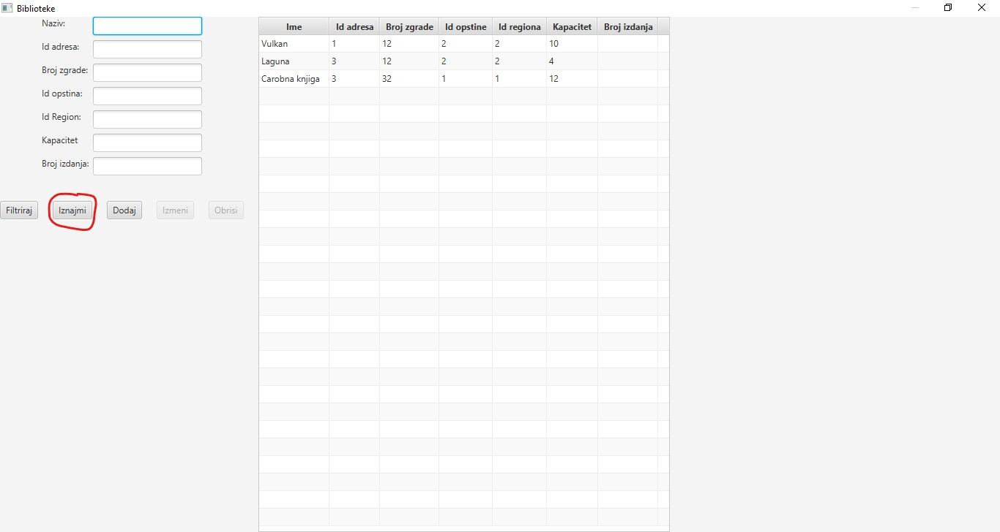 Biblioteke
Naziv:
Id adresa:
Broj zgrade:
Id opstina:
Id Region:
Kapacitet
Broj izdanja:
Filtriraj Iznajmi Dodaj Izmeni Obrisi
Ime Id adresa Broj zgrade Id opstine Id regiona Kapacitet Broj izdanja
Vulkan 1 12 2 2 10
Laguna 3 12 2 2 4
Carobna knjiga 3 32 1 1 12